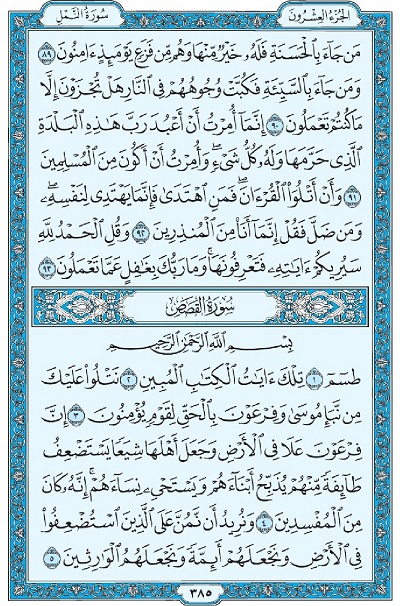 الجزء العشرون
سورة النمل
مَن جَآءَ بِٱلْحَسَنَةِ فَلَهُۥ خَيْرٌ مِّنْهَا وَهُم مِّن فَزَعٍ يَوْمَئِذٍ ءَامِنُونَ ٨٩
وَمَن جَآءَ بِٱلسَّيِّئَةِ فَكُبَّتْ وُجُوهُهُمْ فِى ٱلنَّارِ هَلْ تُجْزَوْنَ إِلَّا
مَا كُنتُمْ تَعْمَلُونَ ٩٠ إِنَّمَآ أُمِرْتُ أَنْ أَعْبُدَ رَبَّ هَٰذِهِ ٱلْبَلْدَةِ
ٱلَّذِى حَرَّمَهَا وَلَهُۥ كُلُّ شَىْءٍ ۖ وَأُمِرْتُ أَنْ أَكُونَ مِنَ ٱلْمُسْلِمِينَ
٩١ وَأَنْ أَتْلُوَا۟ ٱلْقُرْءَانَ ۖ فَمَنِ ٱهْتَدَىٰ فَإِنَّمَا يَهْتَدِى لِنَفْسِهِۦ ۖ
وَمَن ضَلَّ فَقُلْ إِنَّمَآ أَنَا۠ مِنَ ٱلْمُنذِرِينَ ٩٢ وَقُلِ ٱلْحَمْدُ لِلَّهِ
سَيُرِيكُمْ ءَايَٰتِهِۦ فَتَعْرِفُونَهَا ۚ وَمَا رَبُّكَ بِغَٰفِلٍ عَمَّا تَعْمَلُونَ ٩٣
سورة القصص
بِسْمِ ٱللَّهِ ٱلرَّحْمَٰنِ ٱلرَّحِيمِ
طسٓمٓ ١ تِلْكَ ءَايَٰتُ ٱلْكِتَٰبِ ٱلْمُبِينِ ٢ نَتْلُوا۟ عَلَيْكَ
مِن نَّبَإِ مُوسَىٰ وَفِرْعَوْنَ بِٱلْحَقِّ لِقَوْمٍ يُؤْمِنُونَ ٣ إِنَّ
فِرْعَوْنَ عَلَا فِى ٱلْأَرْضِ وَجَعَلَ أَهْلَهَا شِيَعًا يَسْتَضْعِفُ
طَآئِفَةً مِّنْهُمْ يُذَبِّحُ أَبْنَآءَهُمْ وَيَسْتَحْىِۦ نِسَآءَهُمْ ۚ إِنَّهُۥ كَانَ
مِنَ ٱلْمُفْسِدِينَ ٤ وَنُرِيدُ أَن نَّمُنَّ عَلَى ٱلَّذِينَ ٱسْتُضْعِفُوا۟
فِى ٱلْأَرْضِ وَنَجْعَلَهُمْ أَئِمَّةً وَنَجْعَلَهُمُ ٱلْوَٰرِثِينَ ٥
٣٨٥